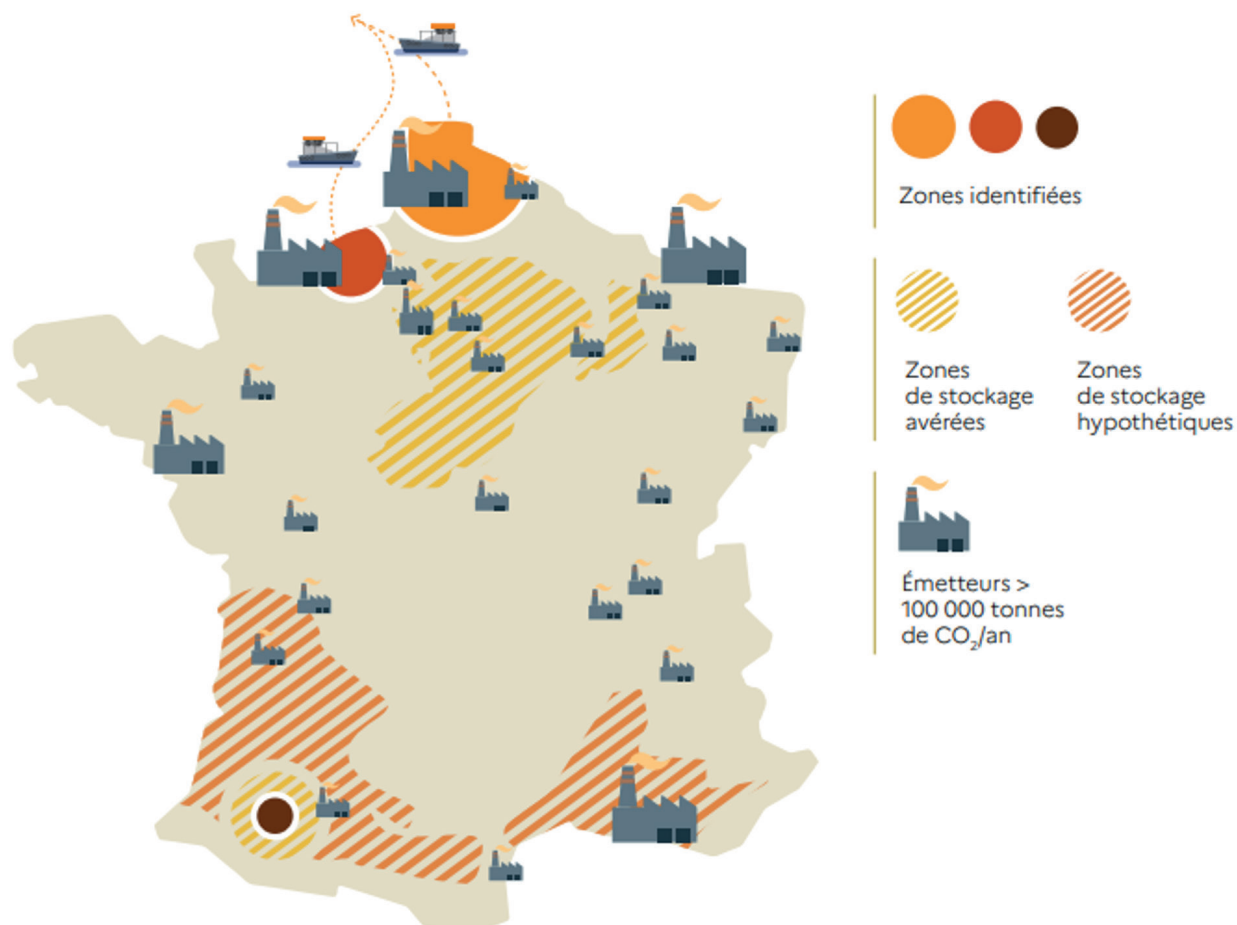 Zones identifiées
Zones
de stockage
avérées
Zones
de stockage
hypothétiques
Émetteurs >
100 000 tonnes
de CO₂/an